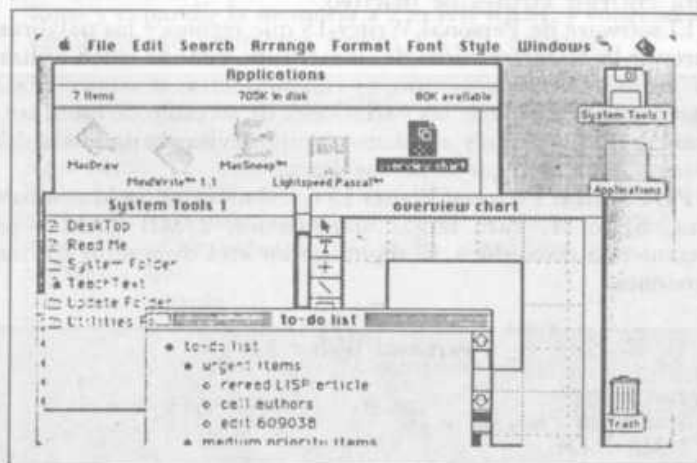 File Edit Search Arrange Format Font Style Windows
Applications
7 items 705K in disk 80K available
MacDraw
MindWrite™ 1.1
MacSnoop™
Lightspeed Pascal™
overview chart
System Tools 1
Applications
System Tools 1
DeskTop
Read Me
System Folder
TeachText
Update Folder
Utilities
overview chart
to-do list
to-do list
urgent items
reread LISP article
call authors
edit 609038
medium priority items
Trash